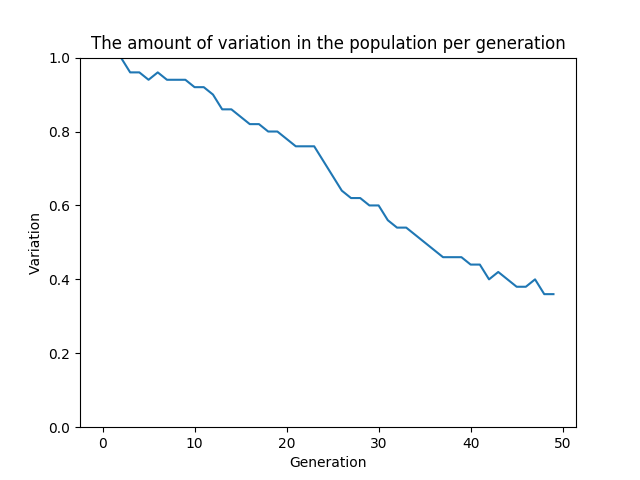 The amount of variation in the population per generation
1.0
0.8
0.6
0.4
0.2
0.0
Variation
0 10 20 30 40 50
Generation